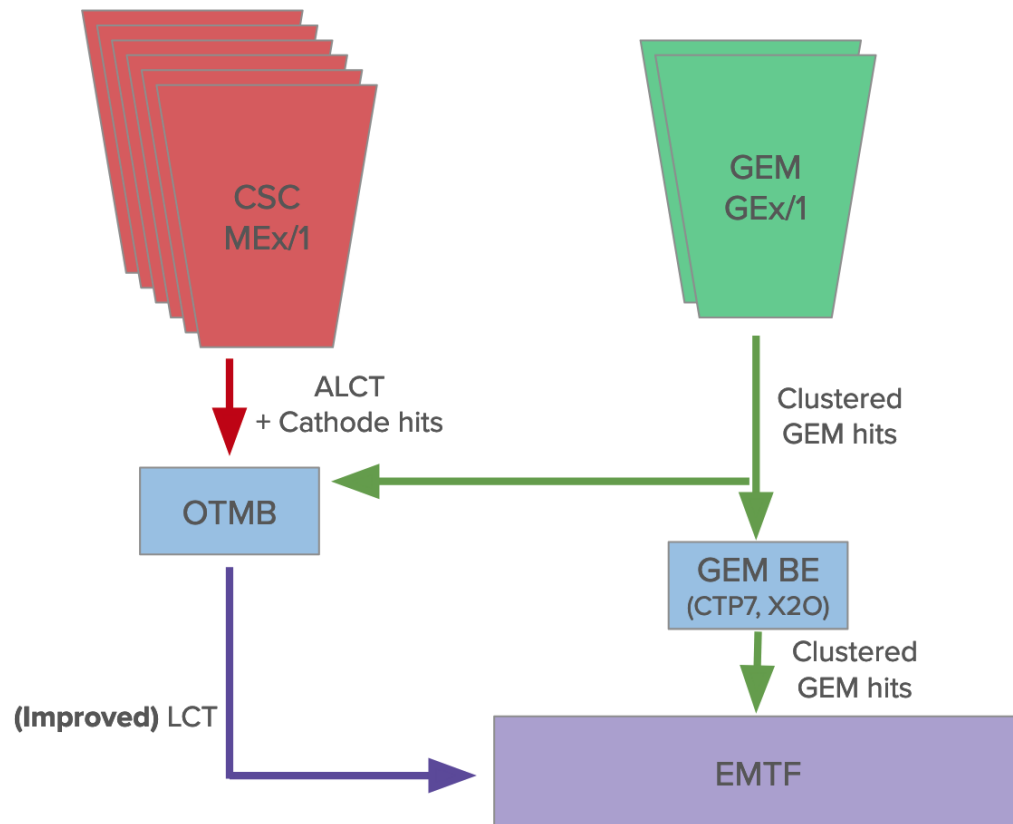 CSC
MEx/1
GEM
GEx/1
ALCT
+ Cathode hits
Clustered
GEM hits
OTMB
GEM BE
(CTP7, X2O)
Clustered
GEM hits
(Improved) LCT
EMTF